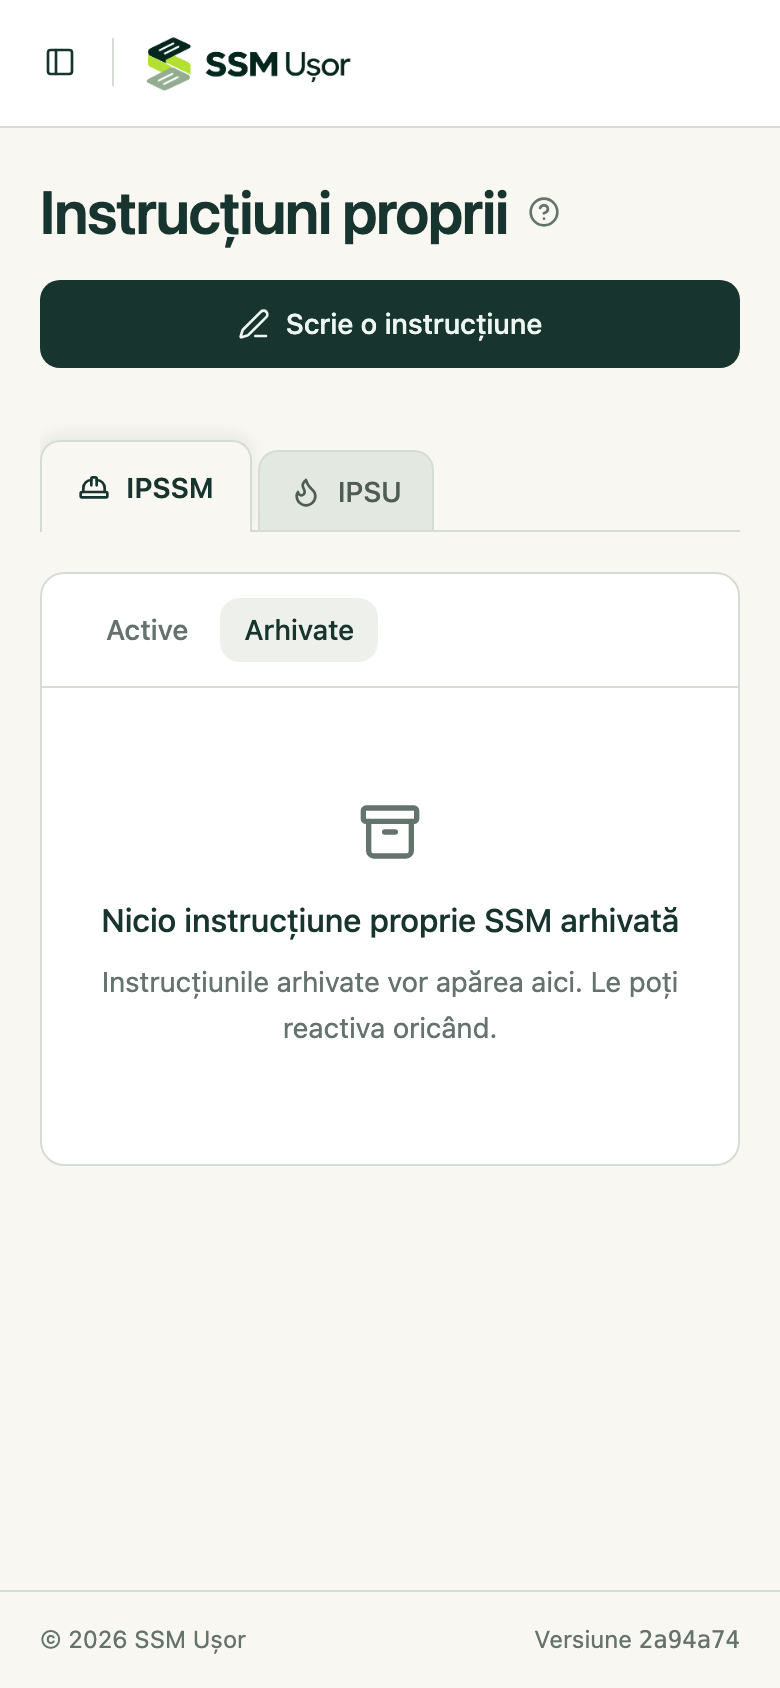 SSM Ușor
Instrucțiuni proprii
Scrie o instrucțiune
IPSSM
IPSU
Active
Arhivate
Nicio instrucțiune proprie SSM arhivată
Instrucțiunile arhivate vor apărea aici. Le poți
reactiva oricând.
© 2026 SSM Ușor
Versiune 2a94a74